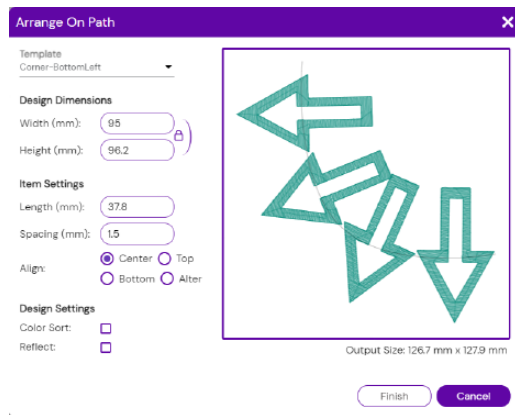 Arrange On Path
Template
Corner-BottomLeft
Design Dimensions
Width (mm): 95
Height (mm): 96.2
Item Settings
Length (mm): 37.8
Spacing (mm): 1.5
Align: Center Top
Bottom Alter
Design Settings
Color Sort:
Reflect:
Output Size: 126.7 mm x 127.9 mm
Finish Cancel